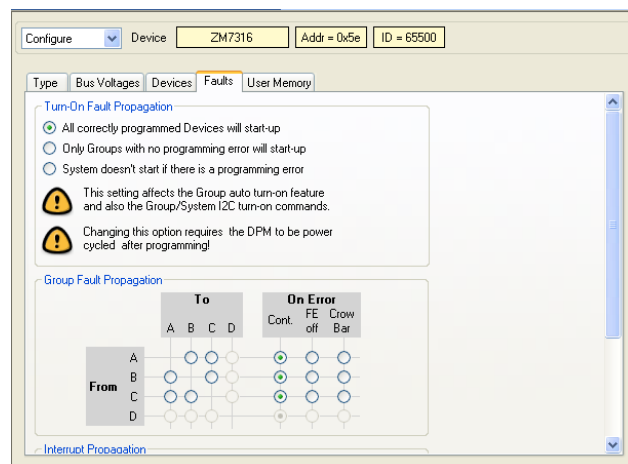 Configure Device ZM7316 Addr = 0x5e ID = 65500
Type Bus Voltages Devices Faults User Memory
Turn-On Fault Propagation
All correctly programmed Devices will start-up
Only Groups with no programming error will start-up
System doesn't start if there is a programming error
This setting affects the Group auto turn-on feature
and also the Group/System I2C turn-on commands.
Changing this option requires the DPM to be power
cycled after programming!
Group Fault Propagation
To On Error
A B C D Cont. FE off Crow Bar
From
A
B
C
D
Interrupt Propagation